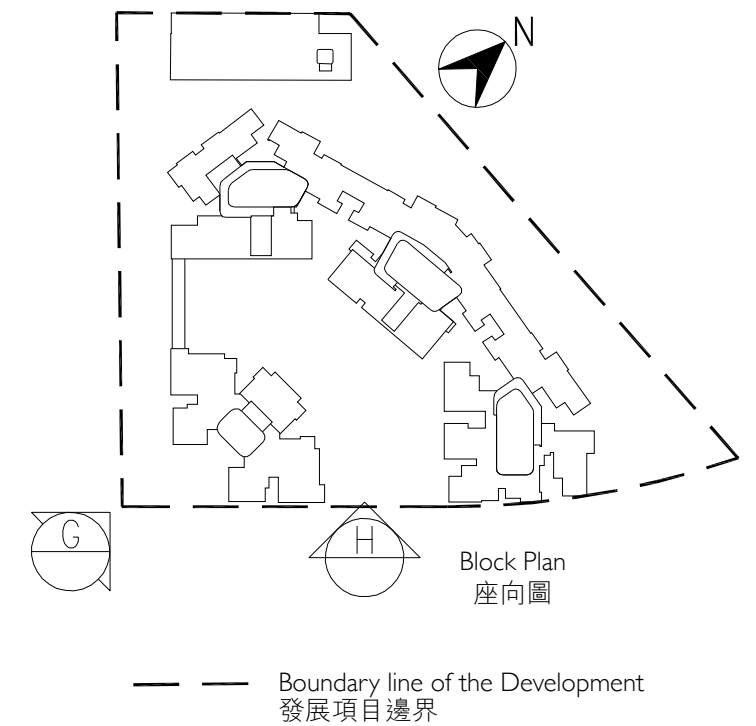 N
G
H
Block Plan
座向圖
Boundary line of the Development
發展項目邊界